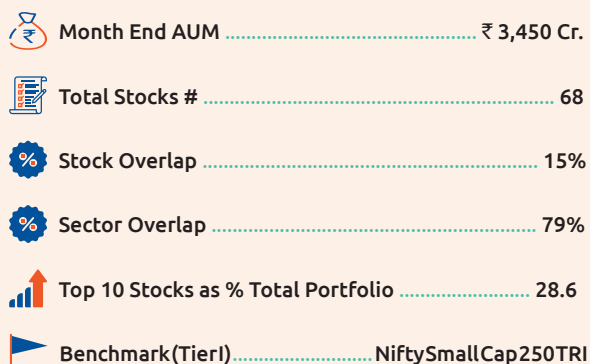 Month End AUM ............................................. ₹ 3,450 Cr.
Total Stocks # ............................................................... 68
Stock Overlap ................................................................ 15%
Sector Overlap ............................................................ 79%
Top 10 Stocks as % Total Portfolio ........................ 28.6
Benchmark(TierI).........................NiftySmallCap250TRI